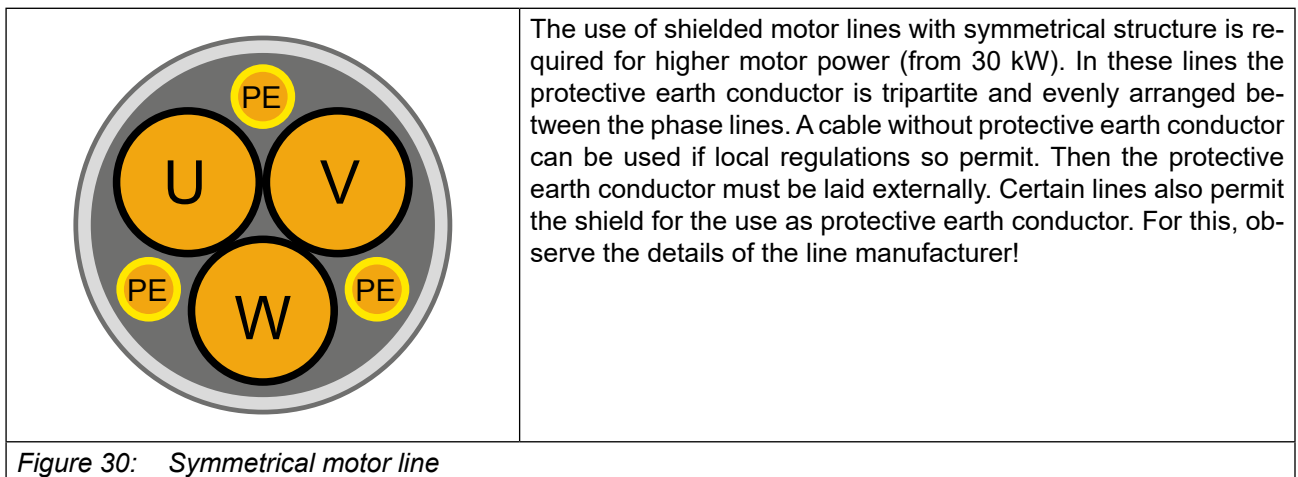 PE
U V
PE PE
W
The use of shielded motor lines with symmetrical structure is re-
quired for higher motor power (from 30 kW). In these lines the
protective earth conductor is tripartite and evenly arranged be-
tween the phase lines. A cable without protective earth conductor
can be used if local regulations so permit. Then the protective
earth conductor must be laid externally. Certain lines also permit
the shield for the use as protective earth conductor. For this, ob-
serve the details of the line manufacturer!
Figure 30: Symmetrical motor line